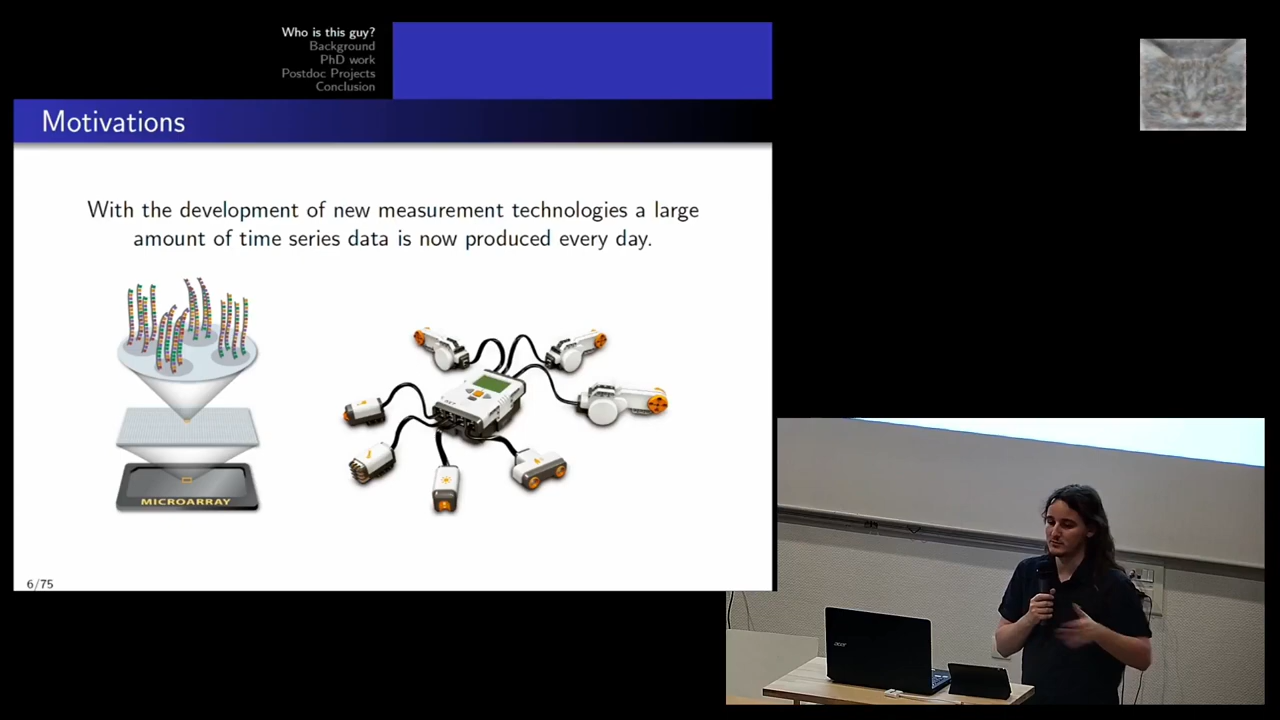 Who is this guy?
Background
PhD work
Postdoc Projects
Conclusion
Motivations
With the development of new measurement technologies a large
amount of time series data is now produced every day.
MICROARRAY
6/75
acer